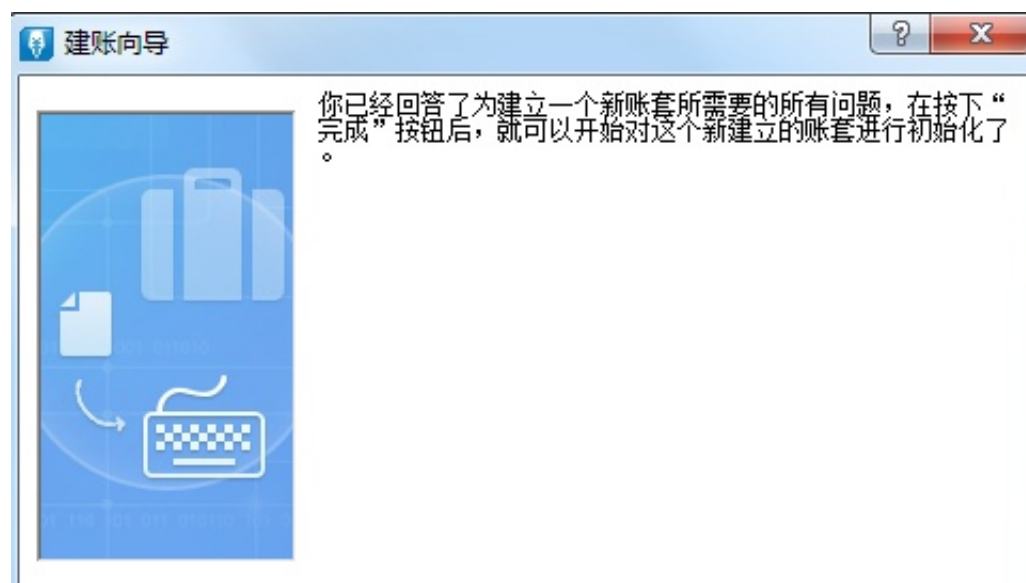 建账向导
你已经回答了为建立一个新账套所需要的所有问题，在按下“
完成”按钮后，就可以开始对这个新建立的账套进行初始化了
。